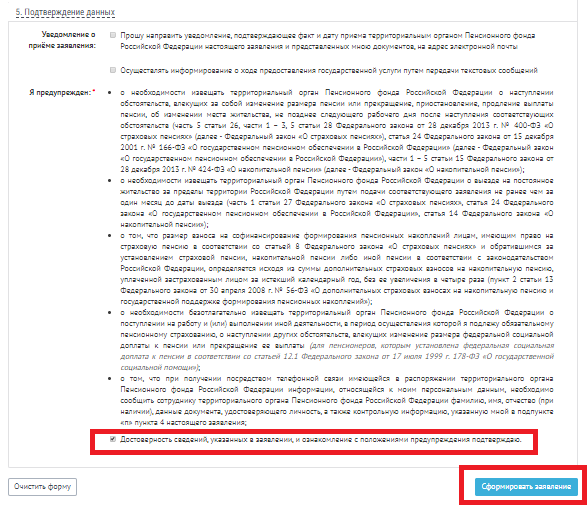 5. Подтверждение данных
Уведомление о приёме заявления:
Прошу направить уведомление, подтверждающее факт и дату приема территориальным органом Пенсионного фонда
Российской Федерации настоящего заявления и представленных мною документов, на адрес электронной почты
Осуществлять информирование о ходе предоставления государственной услуги путем передачи текстовых сообщений
Я предупрежден: *
• о необходимости извещать территориальный орган Пенсионного фонда Российской Федерации о наступлении
обстоятельств, влекущих за собой изменение размера пенсии или прекращение, приостановление, продление выплаты
пенсии, об изменении места жительства, не позднее следующего рабочего дня после наступления соответствующих
обстоятельств (часть 5 статьи 26, части 1 – 3, 5 статьи 28 Федерального закона от 28 декабря 2013 г. № 400-ФЗ «О
страховых пенсиях» (далее - Федеральный закон «О страховых пенсиях»), статья 24 Федерального закона от 15 декабря
2001 г. № 166-ФЗ «О государственном пенсионном обеспечении в Российской Федерации» (далее - Федеральный закон
«О государственном пенсионном обеспечении в Российской Федерации»), части 1 – 5 статьи 15 Федерального закона от
28 декабря 2013 г. № 424-ФЗ «О накопительной пенсии» (далее - Федеральный закон «О накопительной пенсии»);
• о необходимости извещать территориальный орган Пенсионного фонда Российской Федерации о выезде на постоянное
жительство за пределы территории Российской Федерации путем подачи соответствующего заявления не ранее чем за
один месяц до даты выезда (часть 1 статьи 27 Федерального закона «О страховых пенсиях», статья 24 Федерального
закона «О государственном пенсионном обеспечении в Российской Федерации», статья 14 Федерального закона «О
накопительной пенсии»;
• о том, что размер взноса на софинансирование формирования пенсионных накоплений лицам, имеющим право на
страховую пенсию в соответствии со статьей 8 Федерального закона «О страховых пенсиях» и обратившимся за
установлением страховой пенсии, накопительной пенсии либо иной пенсии в соответствии с законодательством
Российской Федерации, определяется исходя из суммы дополнительных страховых взносов на накопительную пенсию,
уплаченной застрахованным лицом за истекший календарный год, без ее увеличения в четыре раза (пункт 2 статьи 13
Федерального закона от 30 апреля 2008 г. № 56-ФЗ «О дополнительных страховых взносах на накопительную пенсию и
государственной поддержке формирования пенсионных накоплений»);
• о необходимости безотлагательно извещать территориальный орган Пенсионного фонда Российской Федерации о
поступлении на работу и (или) выполнении иной деятельности, в период осуществления которой я подлежу обязательному
пенсионному страхованию, о наступлении других обстоятельств, влекущих изменение размера федеральной социальной
доплаты к пенсии или прекращение ее выплаты (для пенсионеров, которым установлена федеральная социальная
доплата к пенсии в соответствии со статьей 12.1 Федерального закона от 17 июля 1999 г. 178-ФЗ «О государственной
социальной помощи»);
• о том, что при получении посредством телефонной связи имеющейся в распоряжении территориального органа
Пенсионного фонда Российской Федерации информации, относящейся к моим персональным данным, необходимо
сообщить сотруднику территориального органа Пенсионного фонда Российской Федерации фамилию, имя, отчество (при
наличии), данные документа, удостоверяющего личность, а также контрольную информацию, указанную мной в подпункте
«п» пункта 4 настоящего заявления;
Достоверность сведений, указанных в заявлении, и ознакомление с положениями предупреждения подтверждаю.
Очистить форму
Сформировать заявление